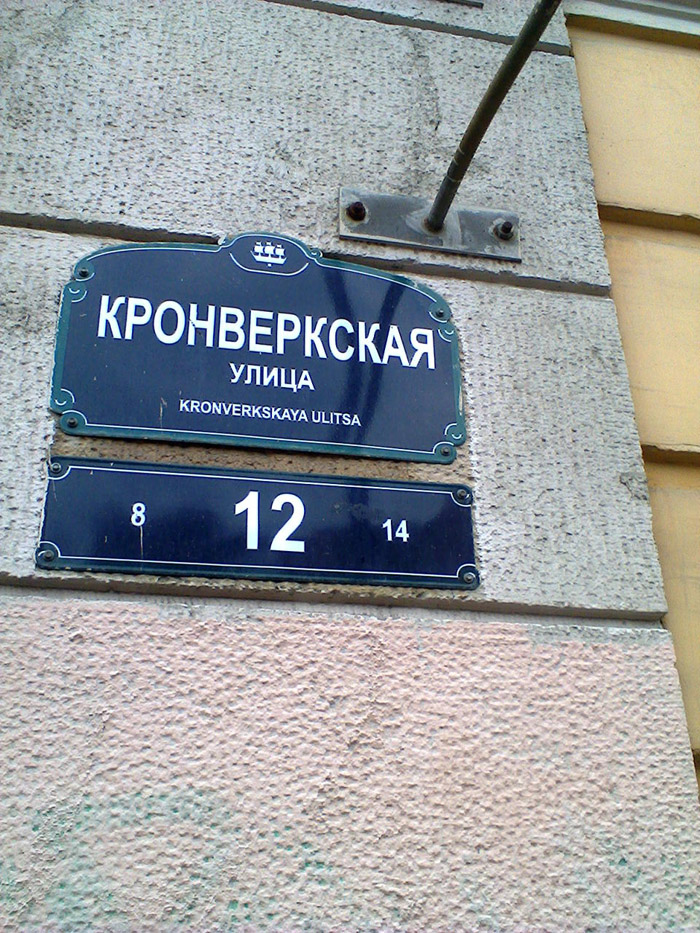 КРОНВЕРКСКАЯ
УЛИЦА
KRONVERKSKAYA ULITSA
8 12 14